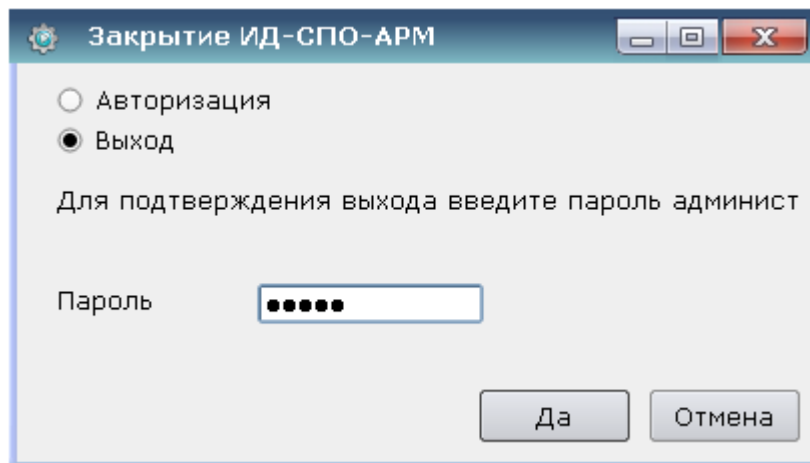 Закрытие ИД-СПО-АРМ
Авторизация
Выход
Для подтверждения выхода введите пароль админист
Пароль
Да
Отмена